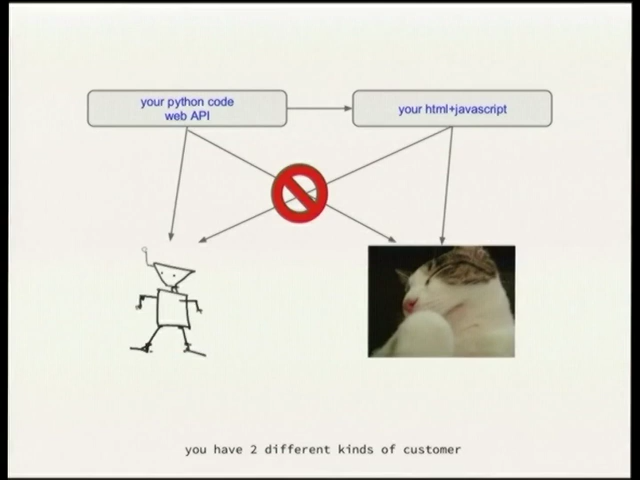 your python code
web API
your html+javascript
you have 2 different kinds of customer